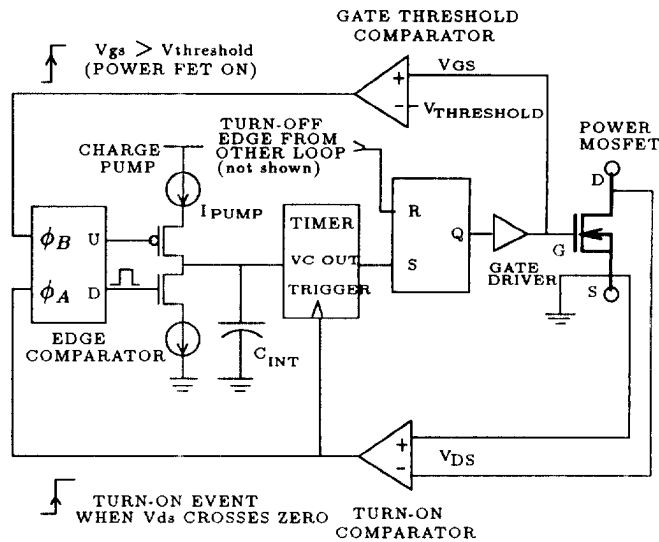 GATE THRESHOLD
COMPARATOR
Vgs > Vthreshold
(POWER FET ON)
+
VGS
− VTHRESHOLD
TURN-OFF
EDGE FROM
OTHER LOOP
(not shown)
CHARGE
PUMP
IPUMP
POWER
MOSFET
D
TIMER
R
ϕB
U
Q
VC OUT
S
G
GATE
DRIVER
ϕA
D
TRIGGER
S
EDGE
COMPARATOR
CINT
+
VDS
−
TURN-ON EVENT
WHEN Vds CROSSES ZERO
TURN-ON
COMPARATOR